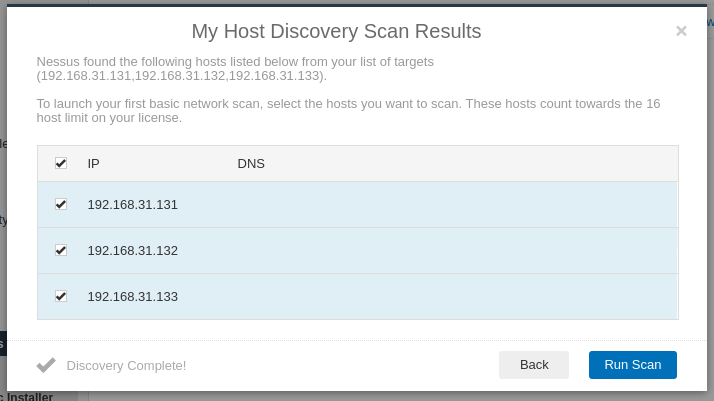 My Host Discovery Scan Results
×
Nessus found the following hosts listed below from your list of targets
(192.168.31.131,192.168.31.132,192.168.31.133).
To launch your first basic network scan, select the hosts you want to scan. These hosts count towards the 16
host limit on your license.
IP DNS
192.168.31.131
192.168.31.132
192.168.31.133
Discovery Complete! Back Run Scan
c Installer